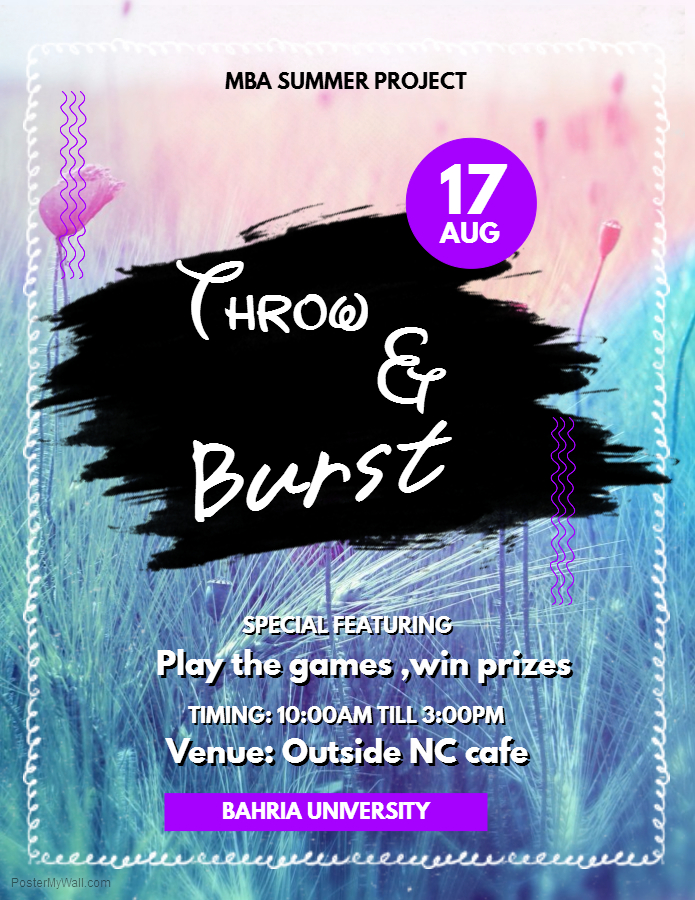 MBA SUMMER PROJECT
17
AUG
THROW
&
Burst
SPECIAL FEATURING
Play the games ,win prizes
TIMING: 10:00AM TILL 3:00PM
Venue: Outside NC cafe
BAHRIA UNIVERSITY
PosterMyWall.com